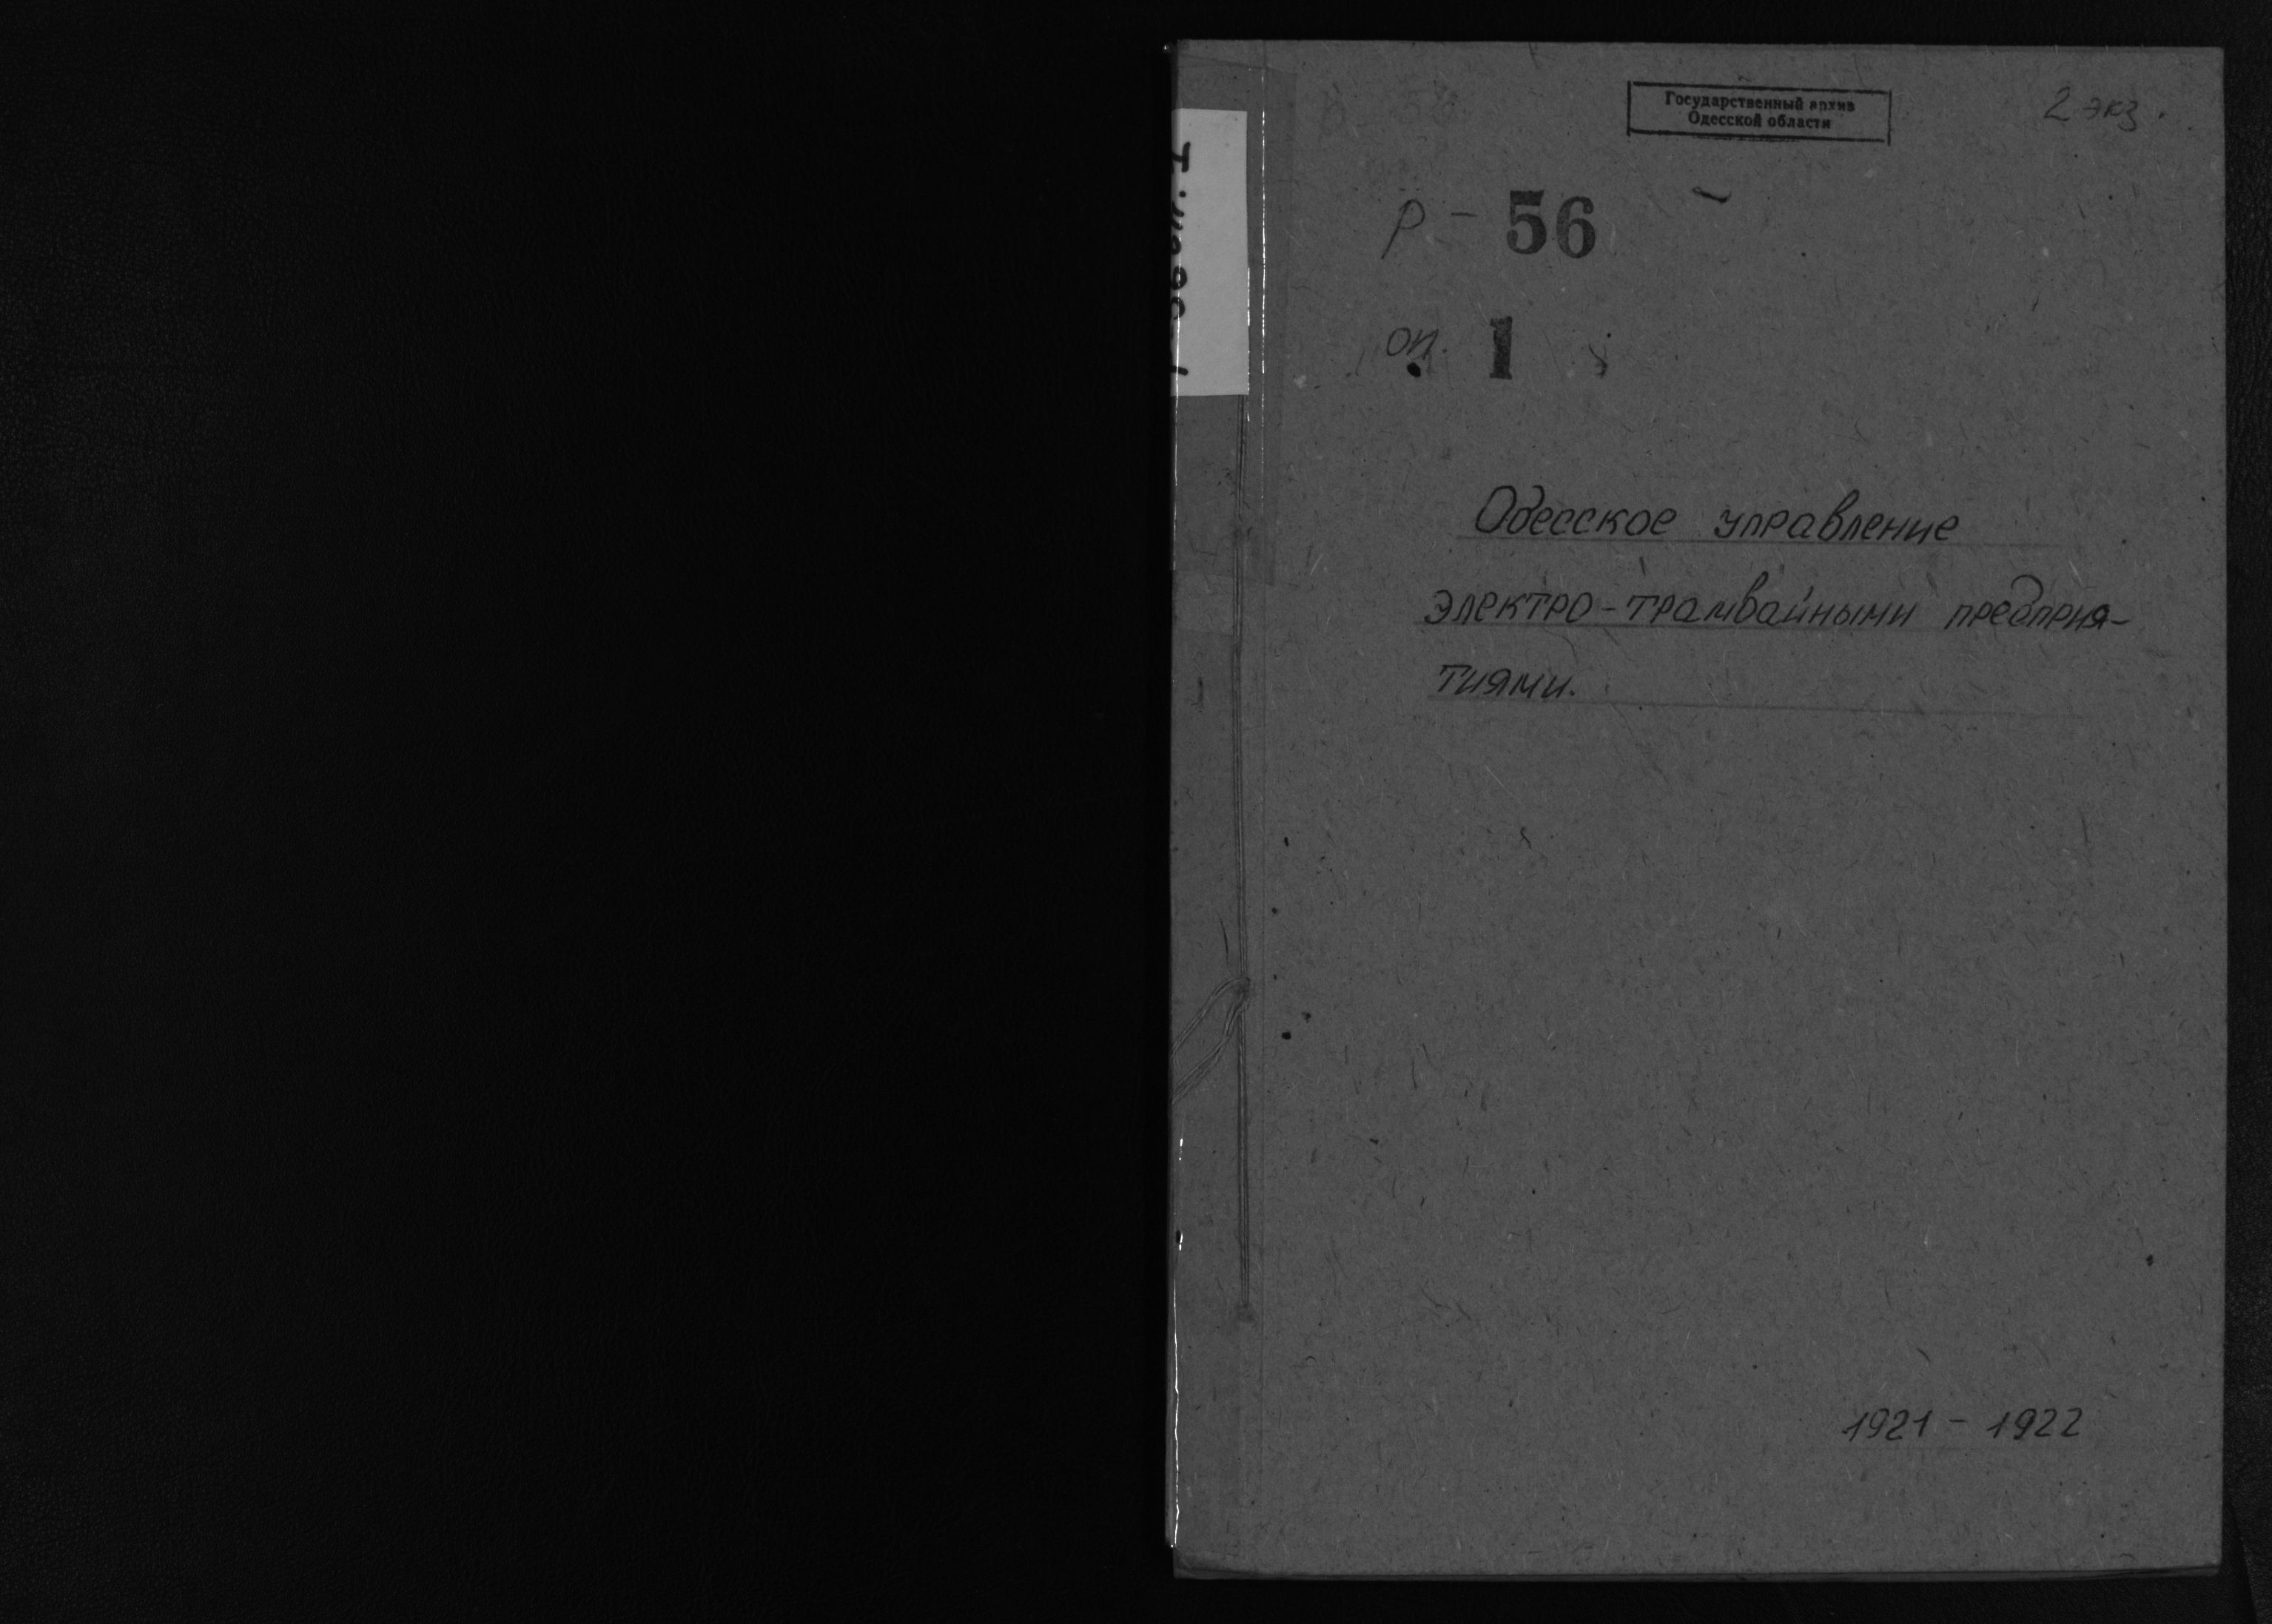 Государственный архив
Одесской области
2 экз.
Р - 56
оп. 1
Одесское управление
электро-трамвайными предприя-
тиями.
1921 - 1922